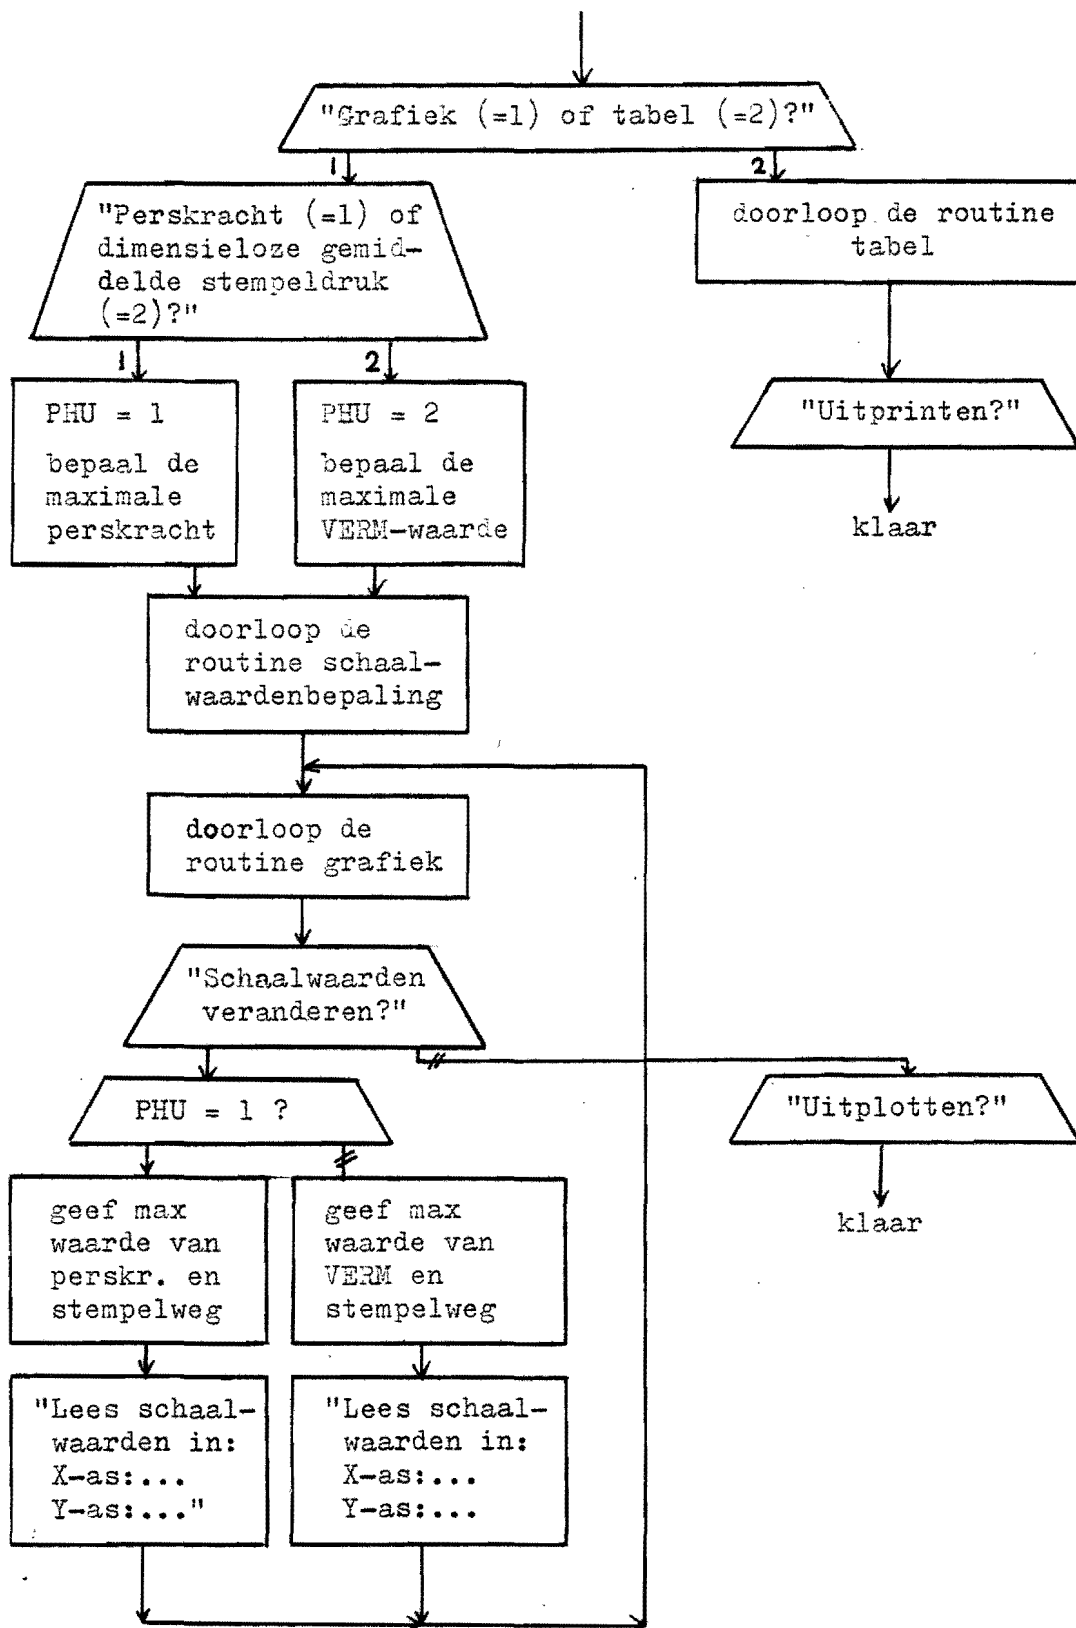 "Grafiek (=1) of tabel (=2)?"
1
2
"Perskracht (=1) of
dimensieloze gemid-
delde stempeldruk
(=2)?"
doorloop de routine
tabel
1
2
PHU = 1
bepaal de
maximale
perskracht
PHU = 2
bepaal de
maximale
VERM-waarde
"Uitprinten?"
klaar
doorloop de
routine schaal-
waardenbepaling
doorloop de
routine grafiek
"Schaalwaarden
veranderen?"
PHU = 1 ?
"Uitplotten?"
klaar
geef max
waarde van
perskr. en
stempelweg
geef max
waarde van
VERM en
stempelweg
"Lees schaal-
waarden in:
X-as:...
Y-as:..."
"Lees schaal-
waarden in:
X-as:...
Y-as:...